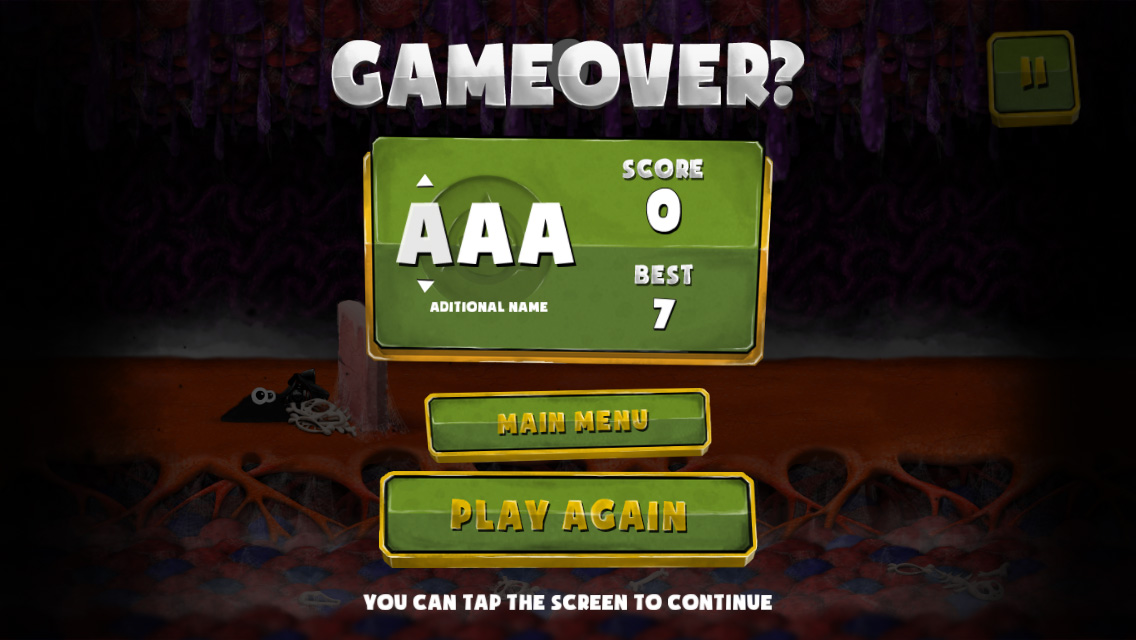 GAMEOVER?
AAA
ADITIONAL NAME
SCORE
0
BEST
7
MAIN MENU
PLAY AGAIN
YOU CAN TAP THE SCREEN TO CONTINUE